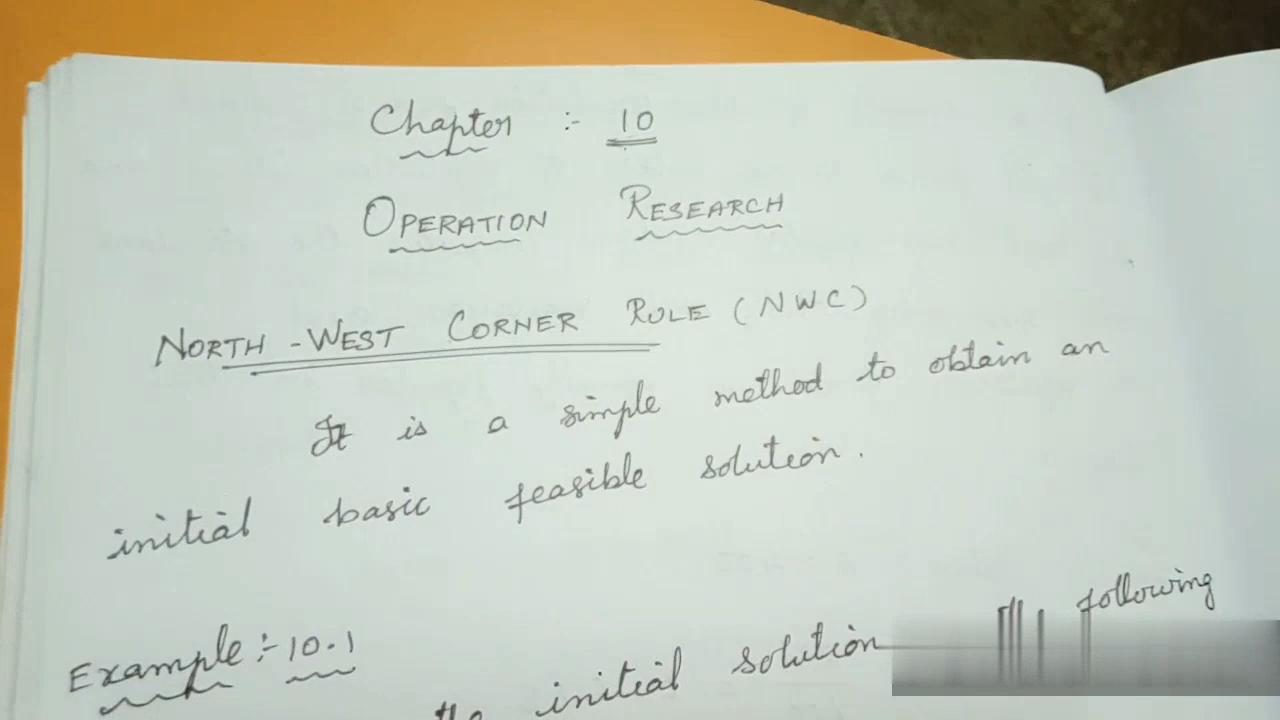 Chapter :- 10
OPERATION RESEARCH
NORTH-WEST CORNER RULE (NWC)
It is a simple method to obtain an
initial basic feasible solution.
Example:- 10.1
the initial solution following